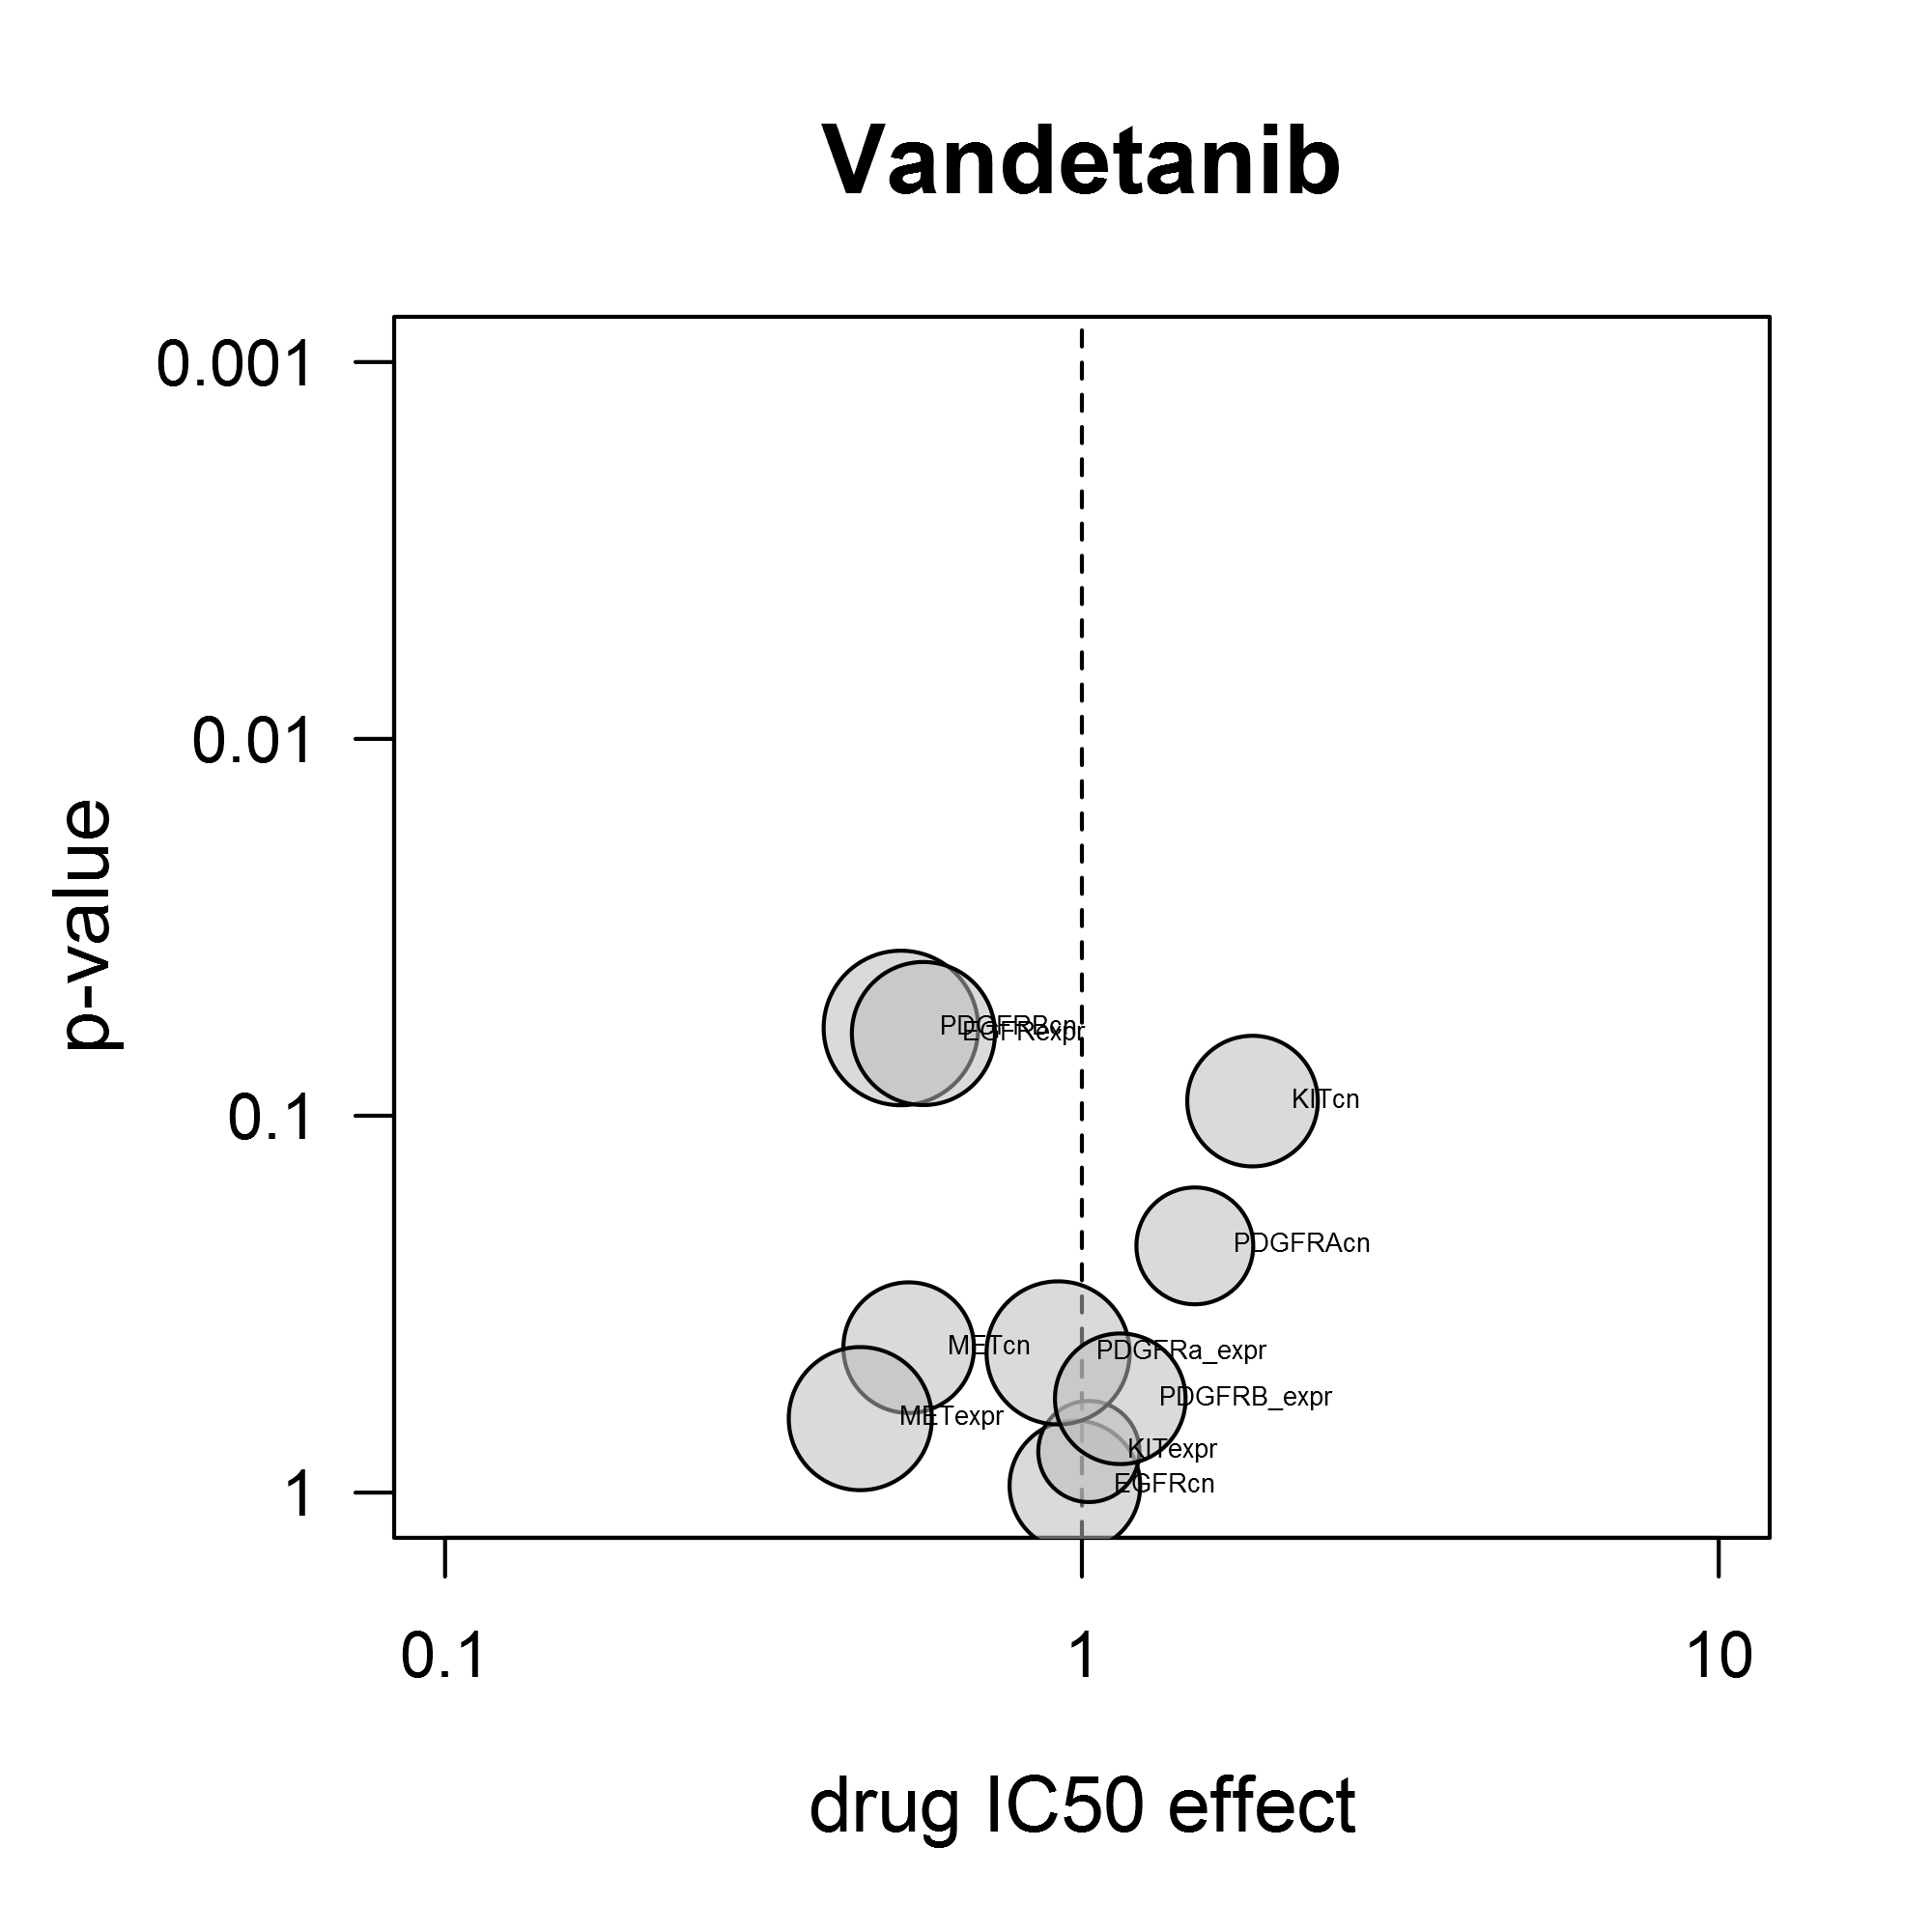 Vandetanib
0.001
0.01
0.1
1
p-value
PDGFRBcn
EGFRexpr
KITcn
PDGFRAcn
METcn
PDGFRa_expr
PDGFRB_expr
METexpr
KITexpr
EGFRcn
0.1
1
10
drug IC50 effect